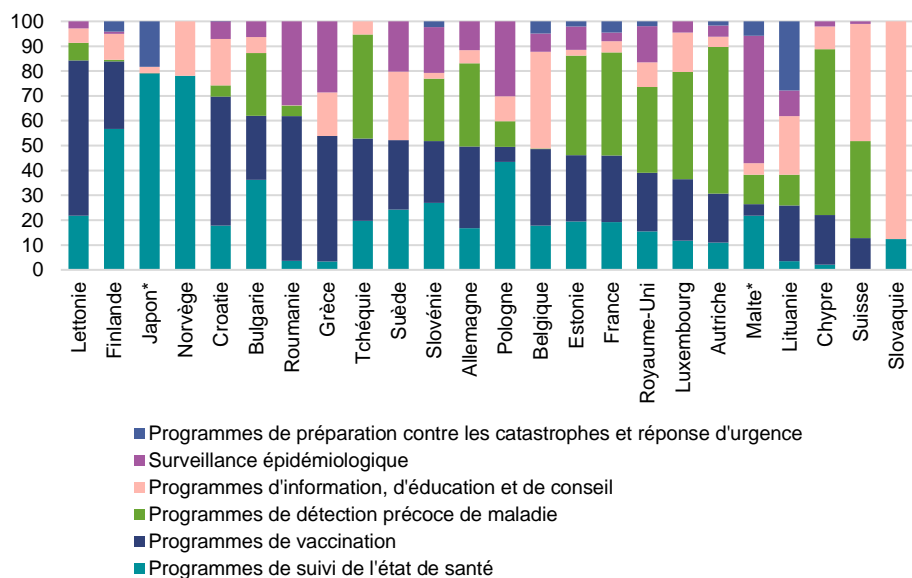 100
90
80
70
60
50
40
30
20
10
0
Lettonie
Finlande
Japon*
Norvège
Croatie
Bulgarie
Roumanie
Grèce
Tchéquie
Suède
Slovénie
Allemagne
Pologne
Belgique
Estonie
France
Royaume-Uni
Luxembourg
Autriche
Malte*
Lituanie
Chypre
Suisse
Slovaquie
Programmes de préparation contre les catastrophes et réponse d'urgence
Surveillance épidémiologique
Programmes d'information, d'éducation et de conseil
Programmes de détection précoce de maladie
Programmes de vaccination
Programmes de suivi de l'état de santé